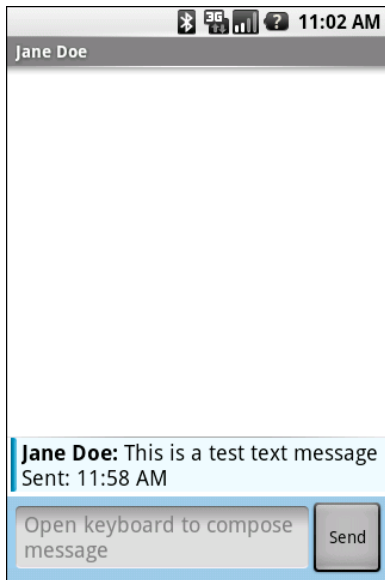 3G
?
11:02 AM
Jane Doe
Jane Doe: This is a test text message
Sent: 11:58 AM
Open keyboard to compose
message
Send